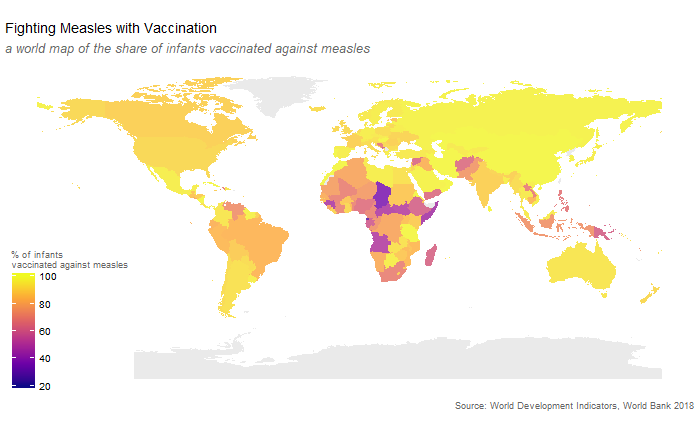 Fighting Measles with Vaccination
a world map of the share of infants vaccinated against measles
% of infants
vaccinated against measles
100
80
60
40
20
Source: World Development Indicators, World Bank 2018